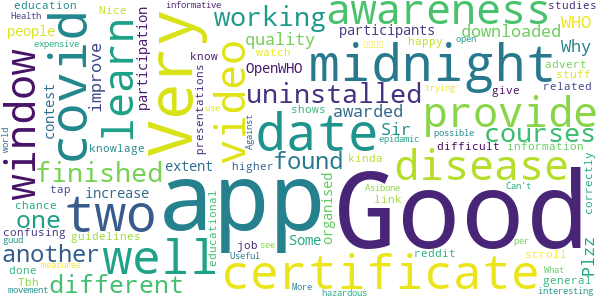 education
Nice
informative
Very
awareness
studies
Health
expensive
people
improve
participation
working
participants
downloaded
WHO
window
covid
learn
contest
video
quality
watch
know
presentations
use
OpenWHO
happy
open
Why
advert
stuff
give
related
midnight
uninstalled
shows
trying
world
knowlage
date
awarded
Sir
provide
courses
finished
found
kinda
difficult
information
Against
epidamic
possible
extent
higher
disease
tap
increase
Some
organised
Asibone
Can't
link
one
two
app
Good
correctly
chance
another
confusing
guidelines
well
educational
job
see
reddit
scroll
Plzz
done
measures
different
Useful
What
per
general
Tbh
movement
guud
certificate
More
hazardous
interesting